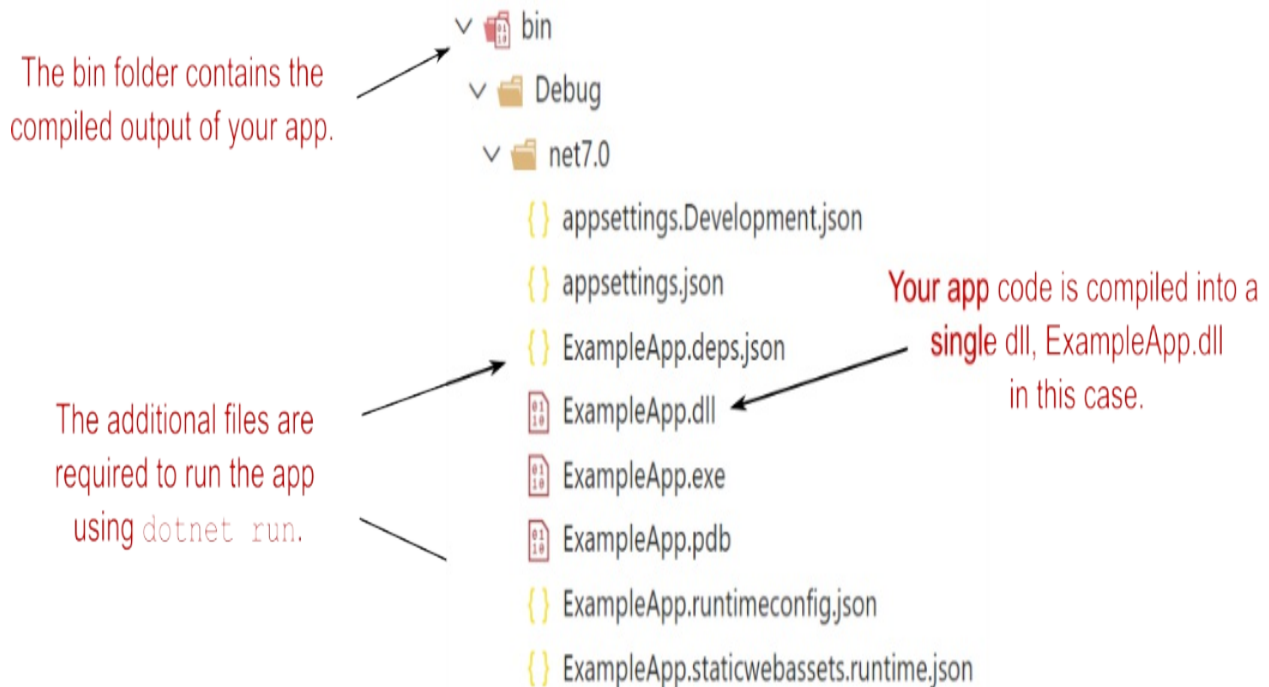 The bin folder contains the
compiled output of your app.
bin
Debug
net7.0
appsettings.Development.json
appsettings.json
ExampleApp.deps.json
ExampleApp.dll
ExampleApp.exe
ExampleApp.pdb
ExampleApp.runtimeconfig.json
ExampleApp.staticwebassets.runtime.json
Your app code is compiled into a
single dll, ExampleApp.dll
in this case.
The additional files are
required to run the app
using dotnet run.